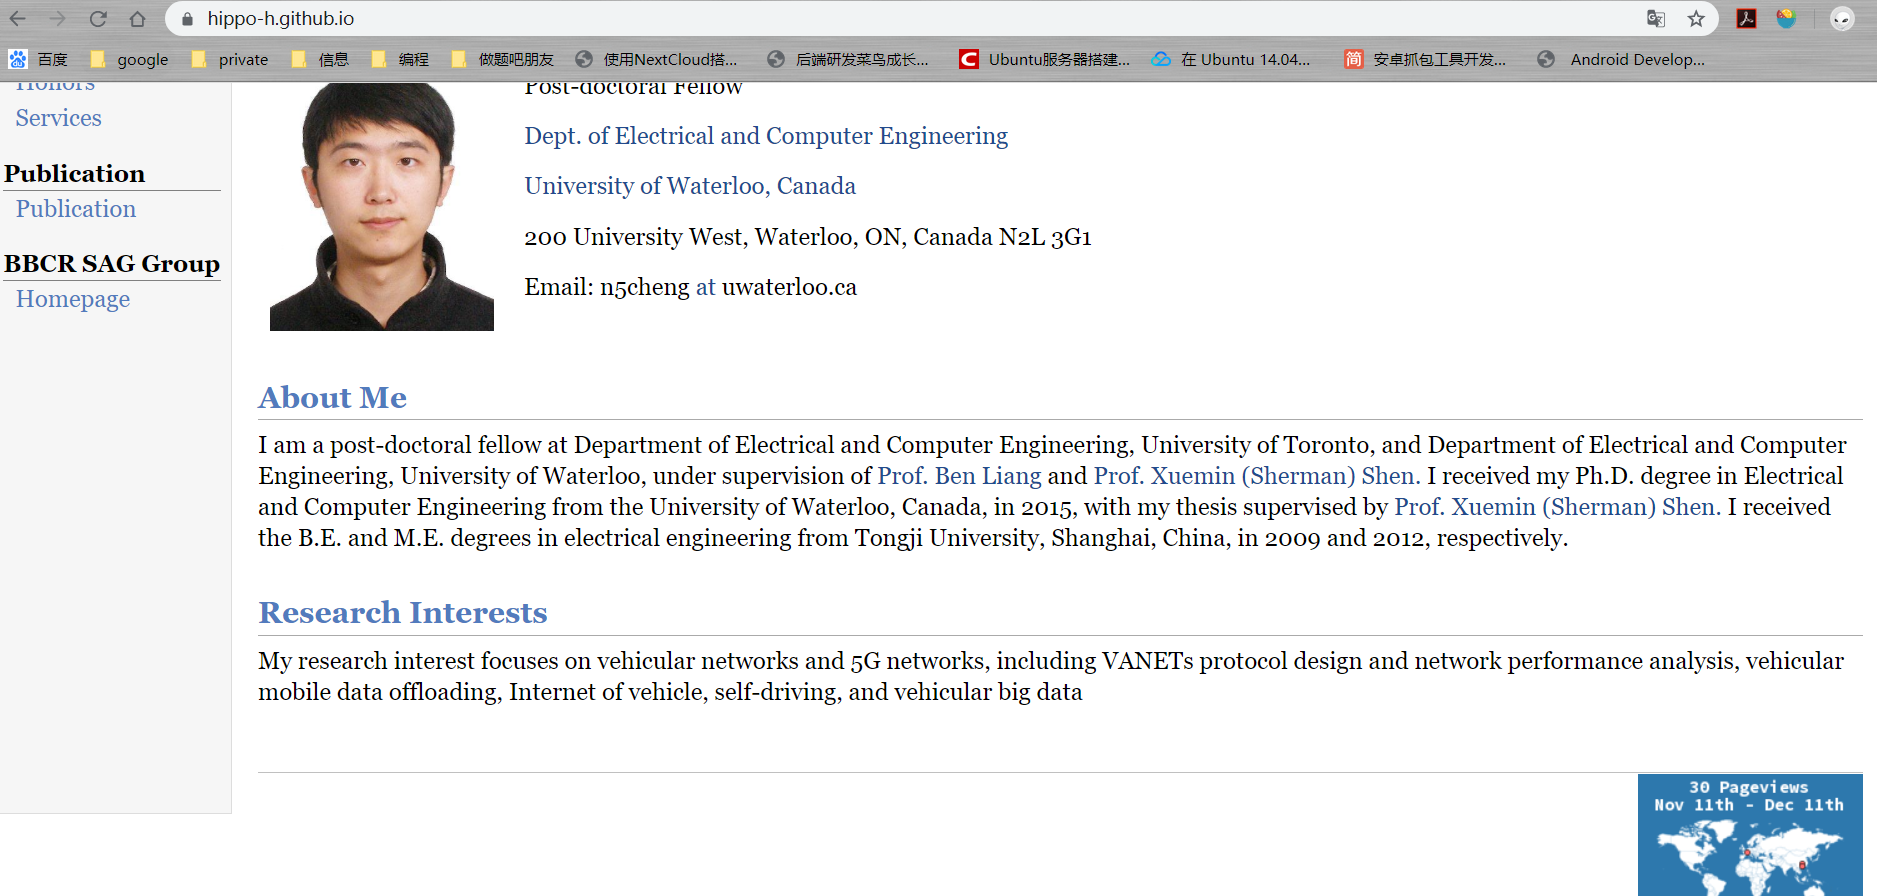 hippo-h.github.io
百度 google private 信息 编程 做题吧朋友 使用NextCloud搭... 后端研发菜鸟成长... Ubuntu服务器搭建... 在 Ubuntu 14.04... 简 安卓抓包工具开发... Android Develop...
Honors
Services
Publication
Publication
BBCR SAG Group
Homepage
Post-doctoral Fellow
Dept. of Electrical and Computer Engineering
University of Waterloo, Canada
200 University West, Waterloo, ON, Canada N2L 3G1
Email: n5cheng at uwaterloo.ca
About Me
I am a post-doctoral fellow at Department of Electrical and Computer Engineering, University of Toronto, and Department of Electrical and Computer
Engineering, University of Waterloo, under supervision of Prof. Ben Liang and Prof. Xuemin (Sherman) Shen. I received my Ph.D. degree in Electrical
and Computer Engineering from the University of Waterloo, Canada, in 2015, with my thesis supervised by Prof. Xuemin (Sherman) Shen. I received
the B.E. and M.E. degrees in electrical engineering from Tongji University, Shanghai, China, in 2009 and 2012, respectively.
Research Interests
My research interest focuses on vehicular networks and 5G networks, including VANETs protocol design and network performance analysis, vehicular
mobile data offloading, Internet of vehicle, self-driving, and vehicular big data
30 Pageviews
Nov 11th - Dec 11th